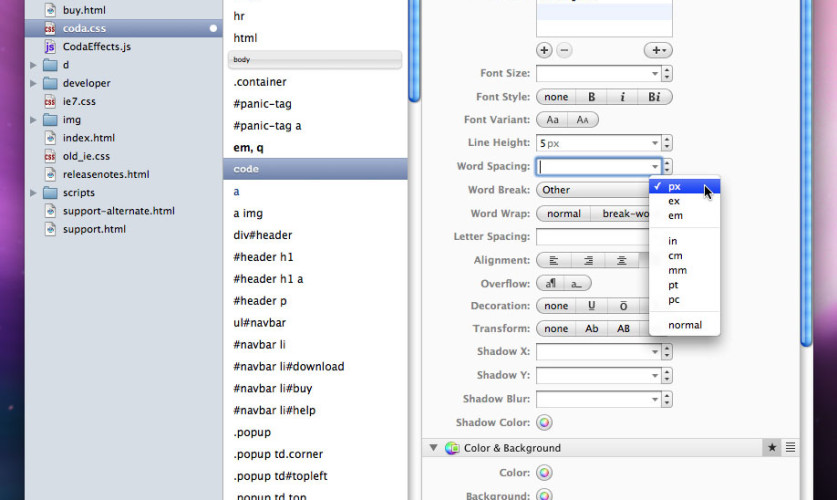 buy.html
coda.css
CodaEffects.js
d
developer
ie7.css
img
index.html
old_ie.css
releasenotes.html
scripts
support-alternate.html
support.html
hr
html
body
.container
#panic-tag
#panic-tag a
em, q
code
a
a img
div#header
#header h1
#header h1 a
#header p
ul#navbar
#navbar li
#navbar li#download
#navbar li#buy
#navbar li#help
.popup
.popup td.corner
.popup td#topleft
.popup td.top
Font Size:
Font Style: none B i Bi
Font Variant: Aa AA
Line Height: 5 px
Word Spacing:
Word Break: Other
Word Wrap: normal break-wo
Letter Spacing:
Alignment:
Overflow: a¶ a...
Decoration: none U O
Transform: none Ab AB
Shadow X:
Shadow Y:
Shadow Blur:
Shadow Color:
Color & Background
Color:
Background:
✓ px
ex
em
in
cm
mm
pt
pc
normal